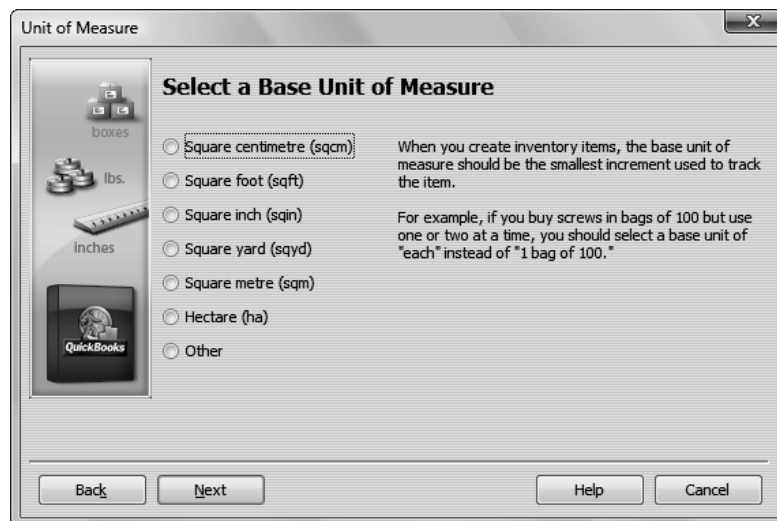 Unit of Measure
X
boxes
lbs.
inches
QuickBooks
Select a Base Unit of Measure
Square centimetre (sqcm)
Square foot (sqft)
Square inch (sqin)
Square yard (sqyd)
Square metre (sqm)
Hectare (ha)
Other
When you create inventory items, the base unit of
measure should be the smallest increment used to track
the item.
For example, if you buy screws in bags of 100 but use
one or two at a time, you should select a base unit of
"each" instead of "1 bag of 100."
Back
Next
Help
Cancel